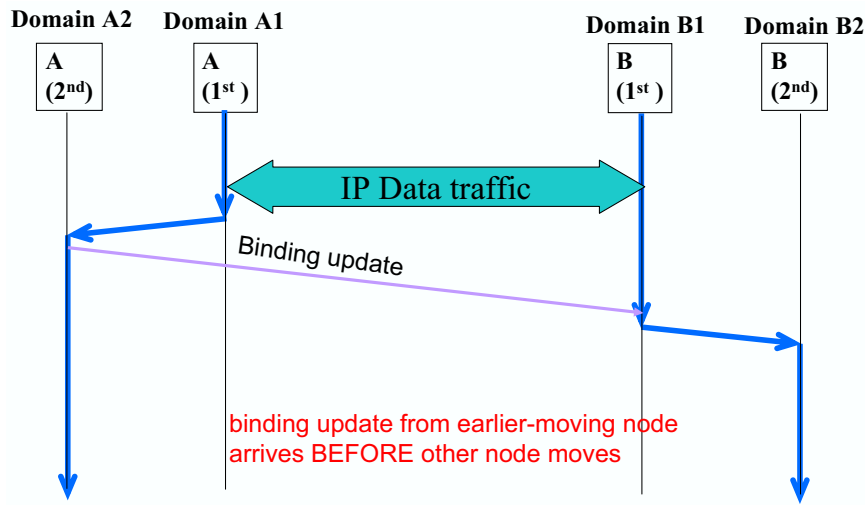 Domain A2
Domain A1
Domain B1
Domain B2
A
(2nd)
A
(1st )
B
(1st )
B
(2nd)
IP Data traffic
Binding update
binding update from earlier-moving node
arrives BEFORE other node moves